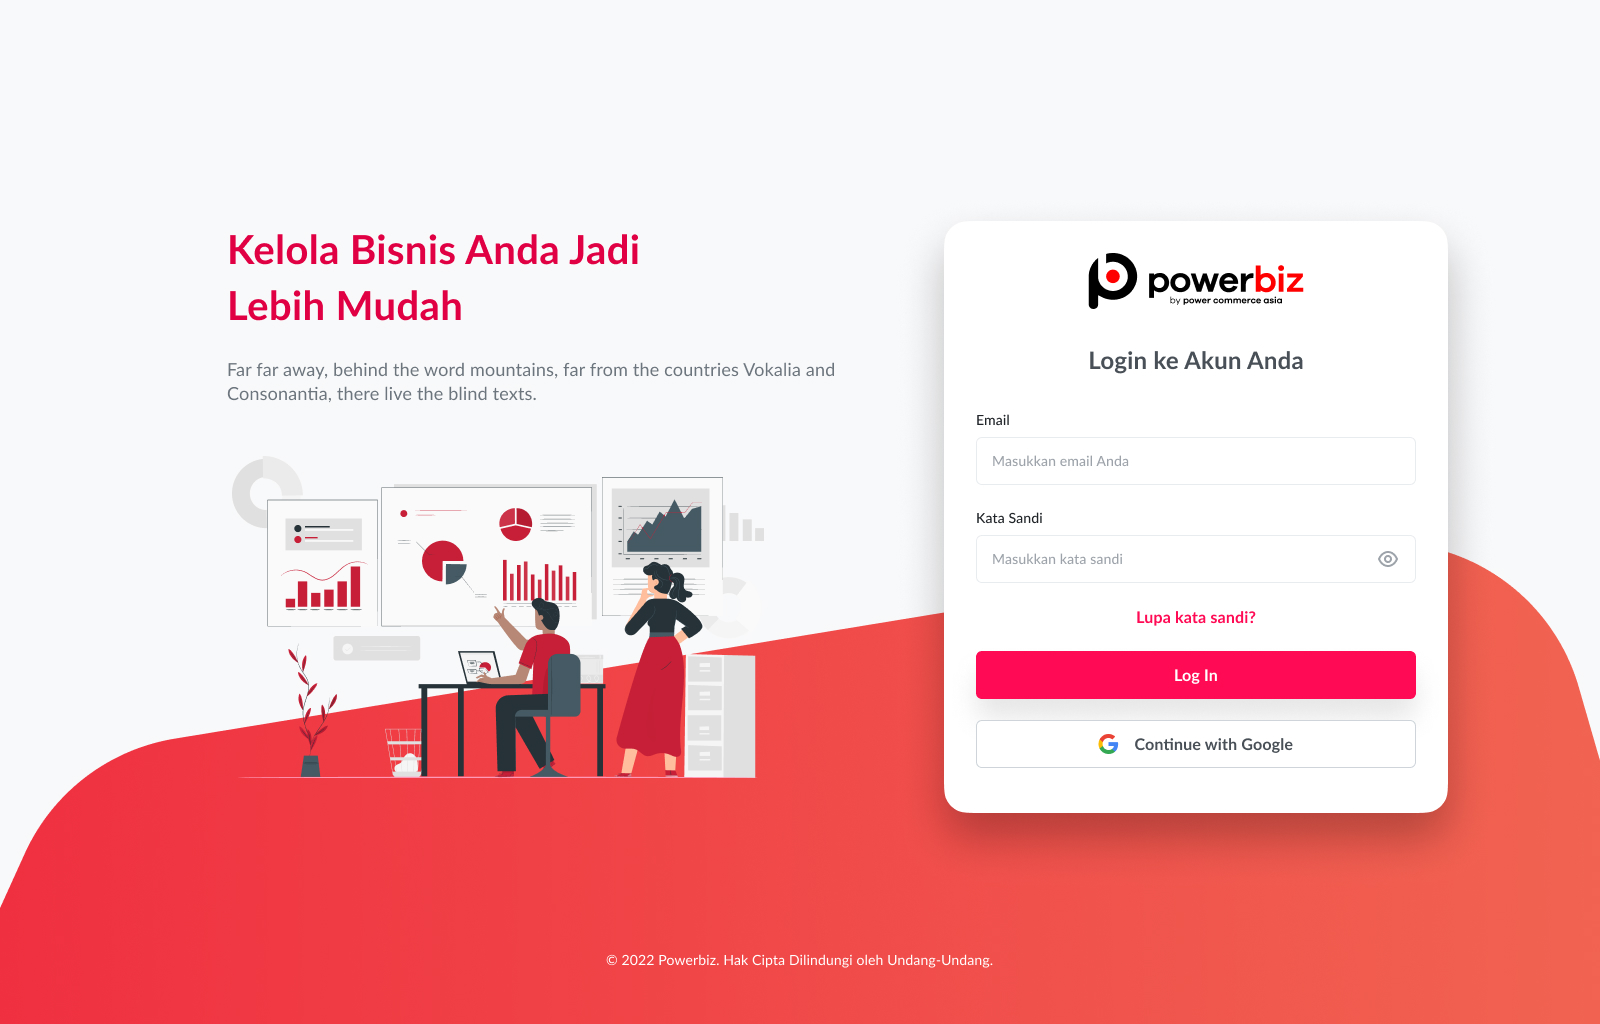 Kelola Bisnis Anda Jadi
Lebih Mudah
Far far away, behind the word mountains, far from the countries Vokalia and
Consonantia, there live the blind texts.
powerbiz
by power commerce asia
Login ke Akun Anda
Email
Masukkan email Anda
Kata Sandi
Masukkan kata sandi
Lupa kata sandi?
Log In
Continue with Google
© 2022 Powerbiz. Hak Cipta Dilindungi oleh Undang-Undang.